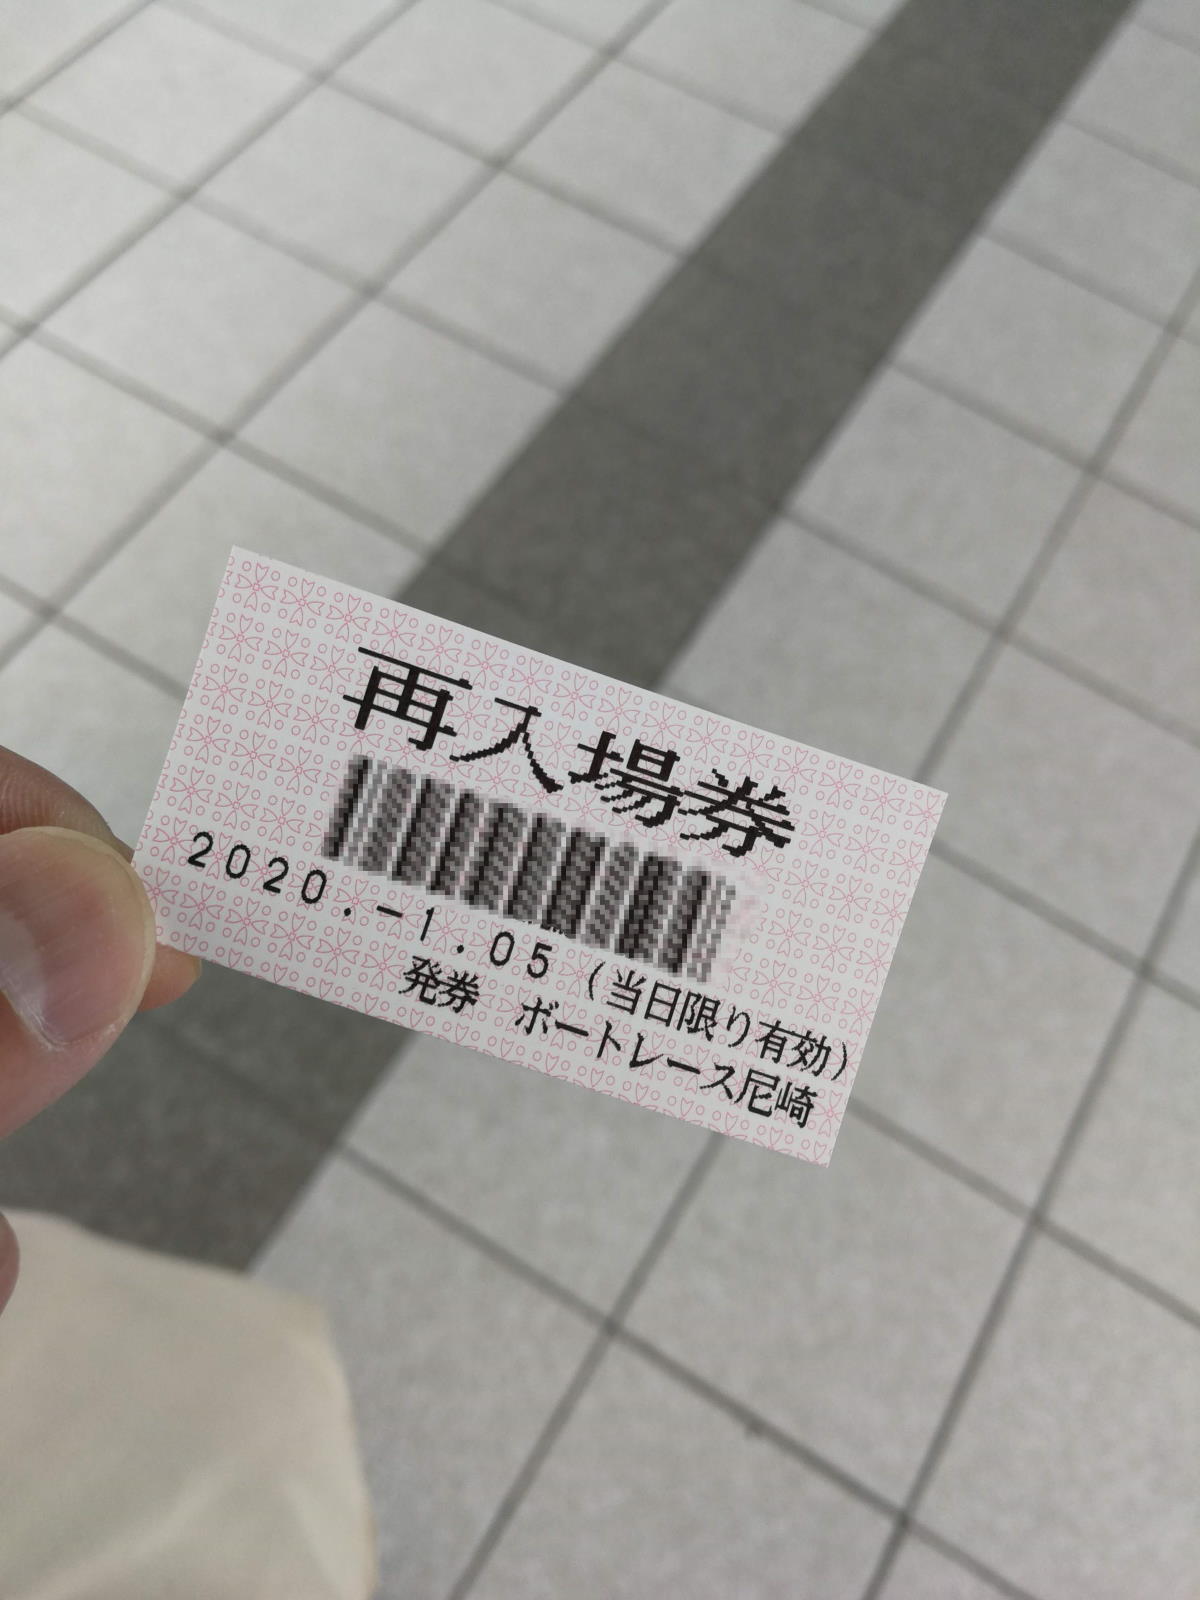 再入場券
2020.-1.05(当日限り有効)
発券 ボートレース尼崎